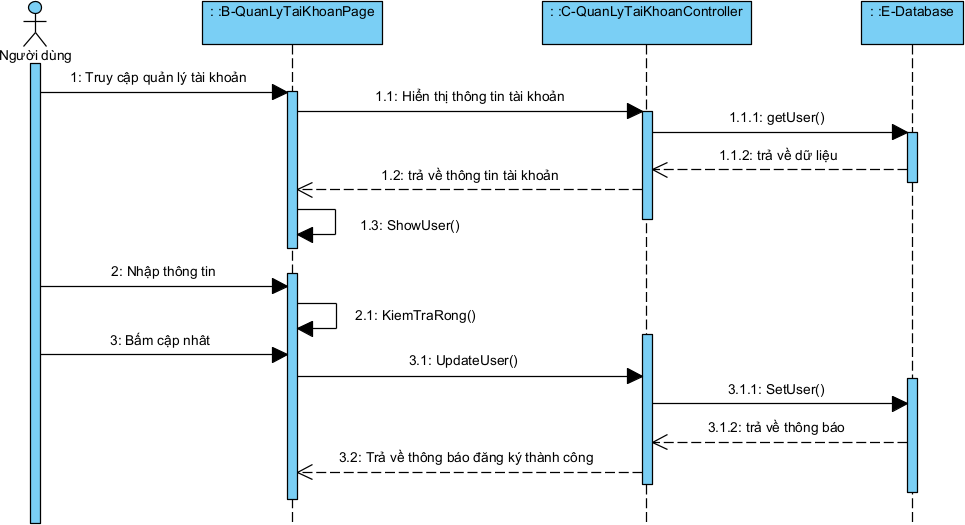 : :B-QuanLyTaiKhoanPage
: :C-QuanLyTaiKhoanController
: :E-Database
Người dùng
1: Truy cập quản lý tài khoản
1.1: Hiển thị thông tin tài khoản
1.1.1: getUser()
1.1.2: trả về dữ liệu
1.2: trả về thông tin tài khoản
1.3: ShowUser()
2: Nhập thông tin
2.1: KiemTraRong()
3: Bấm cập nhât
3.1: UpdateUser()
3.1.1: SetUser()
3.1.2: trả về thông báo
3.2: Trả về thông báo đăng ký thành công